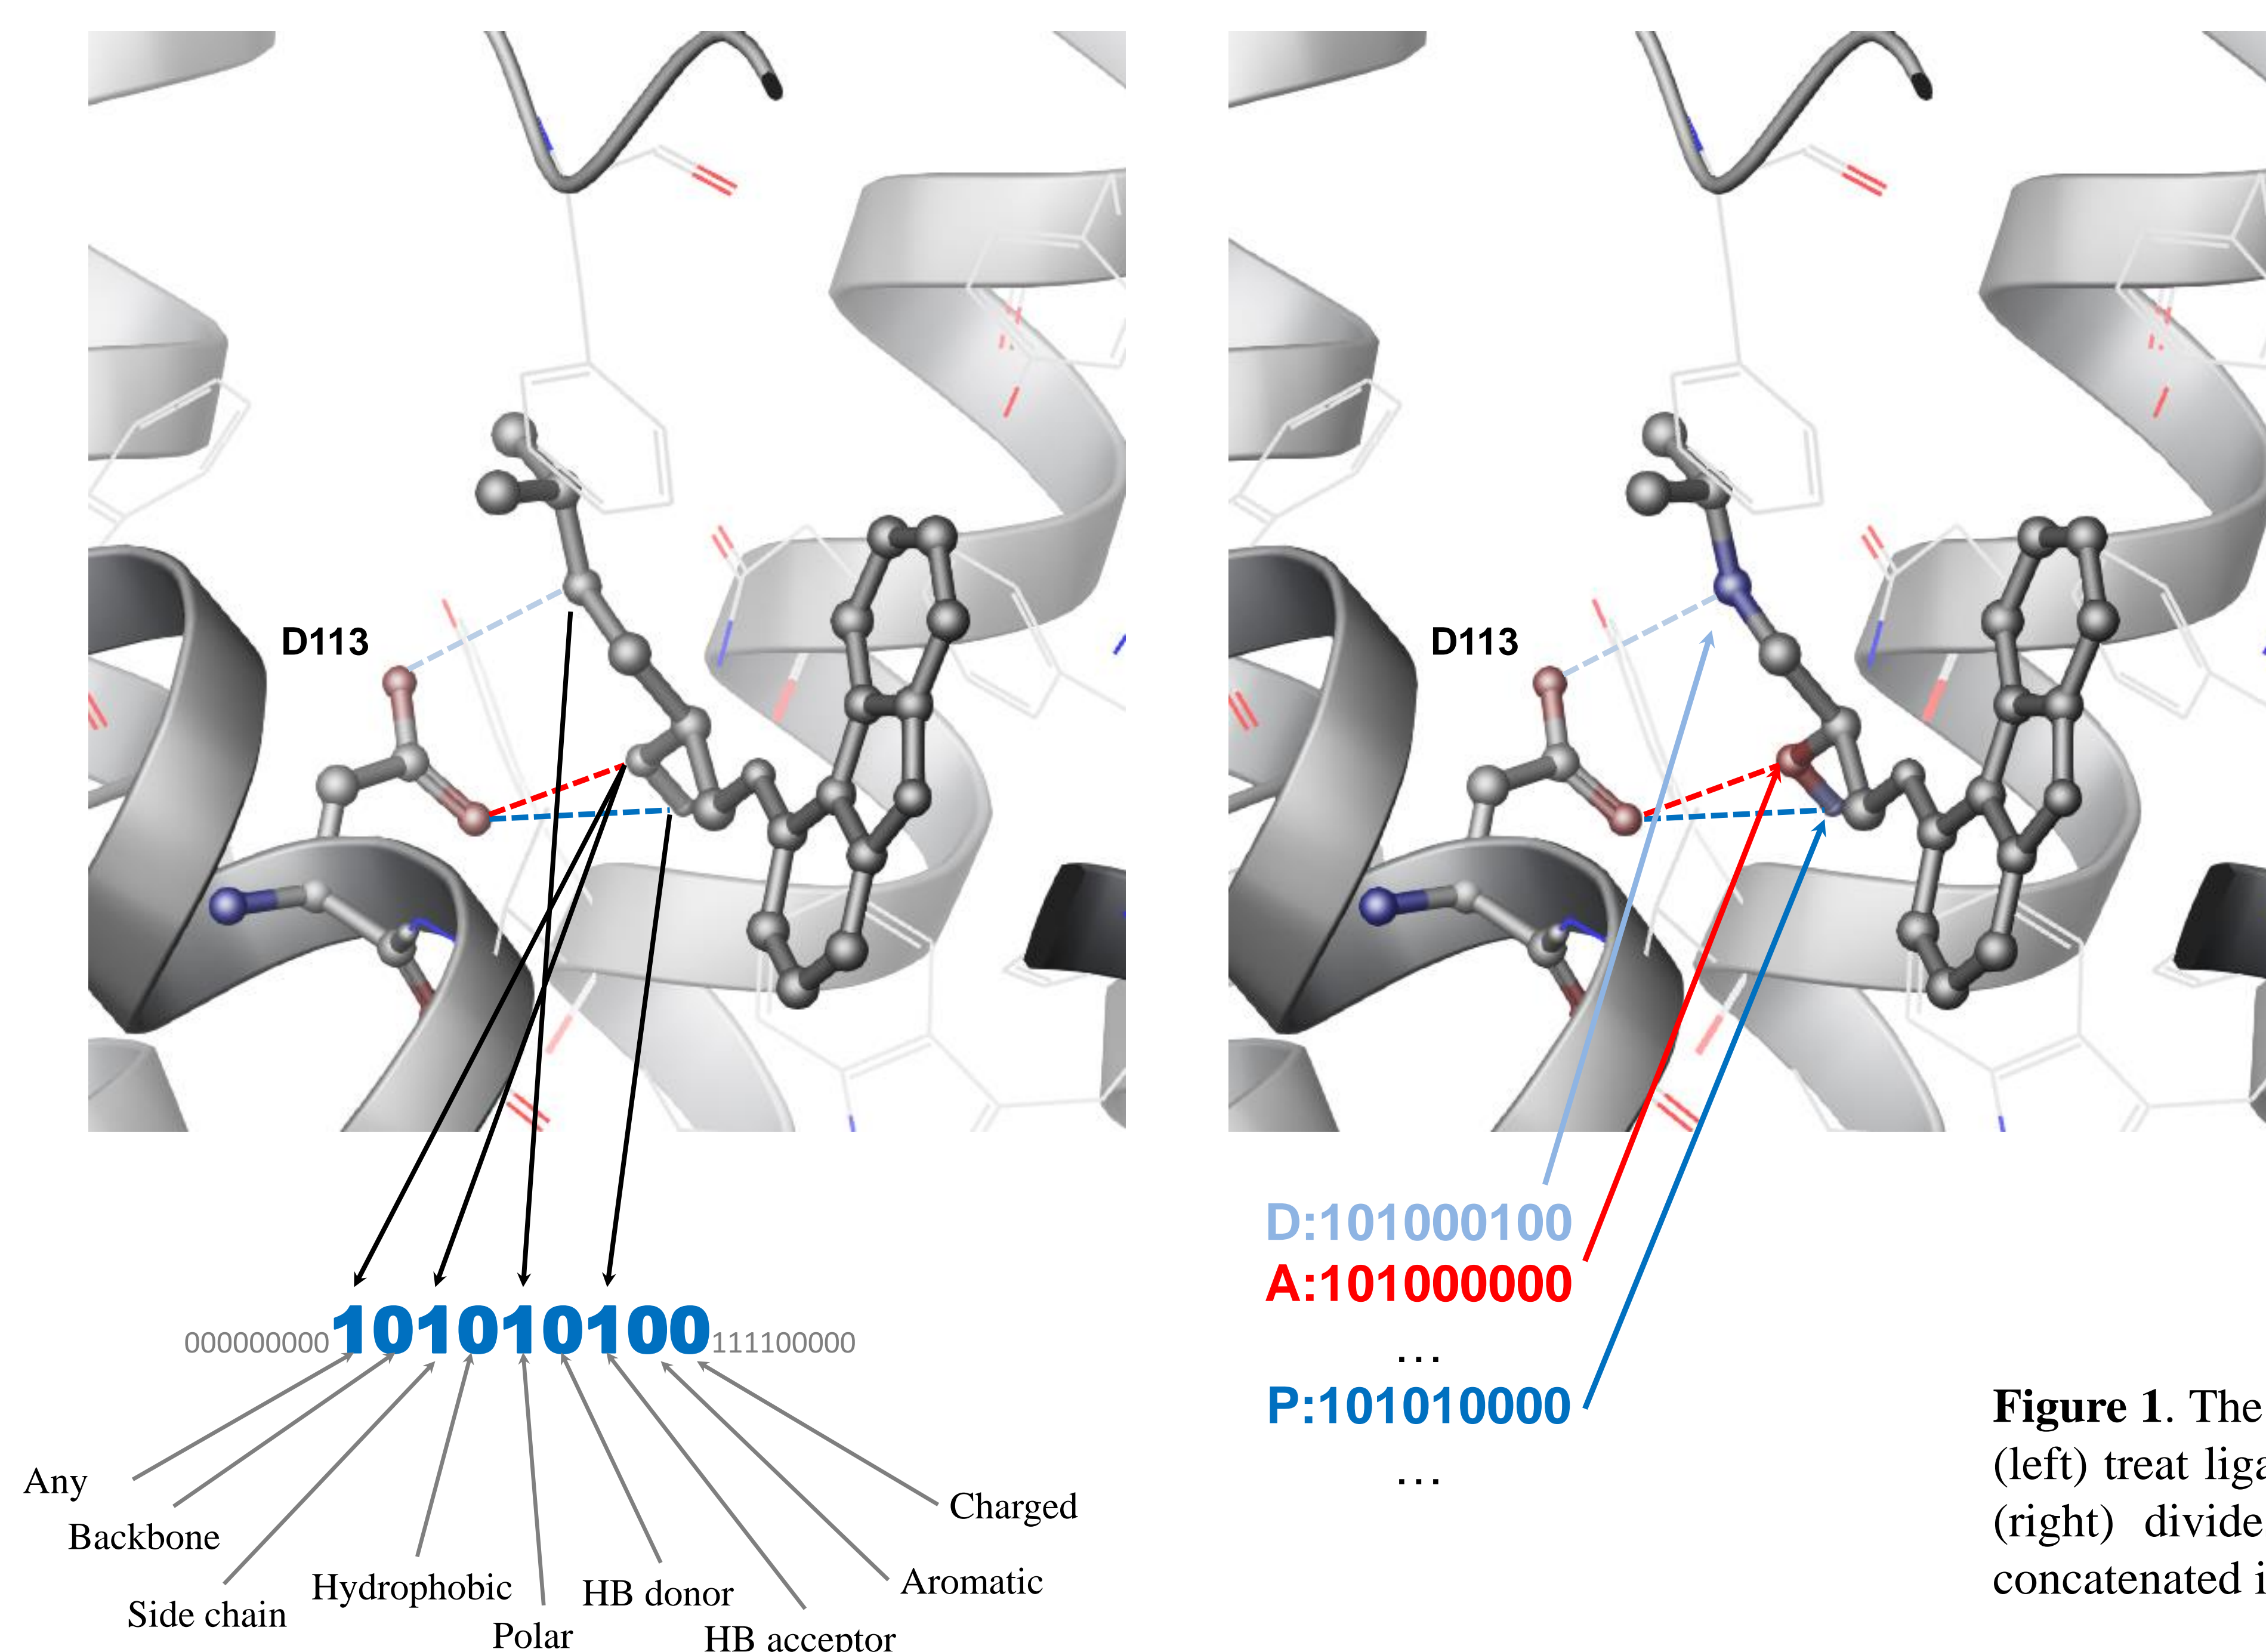 D113
000000000101010100111100000
Any
Backbone
Side chain
Hydrophobic
Polar
HB donor
HB acceptor
Aromatic
Charged
D113
D:101000100
A:101000000
...
P:101010000
...
Figure 1. The
(left) treat liga
(right) divide
concatenated i